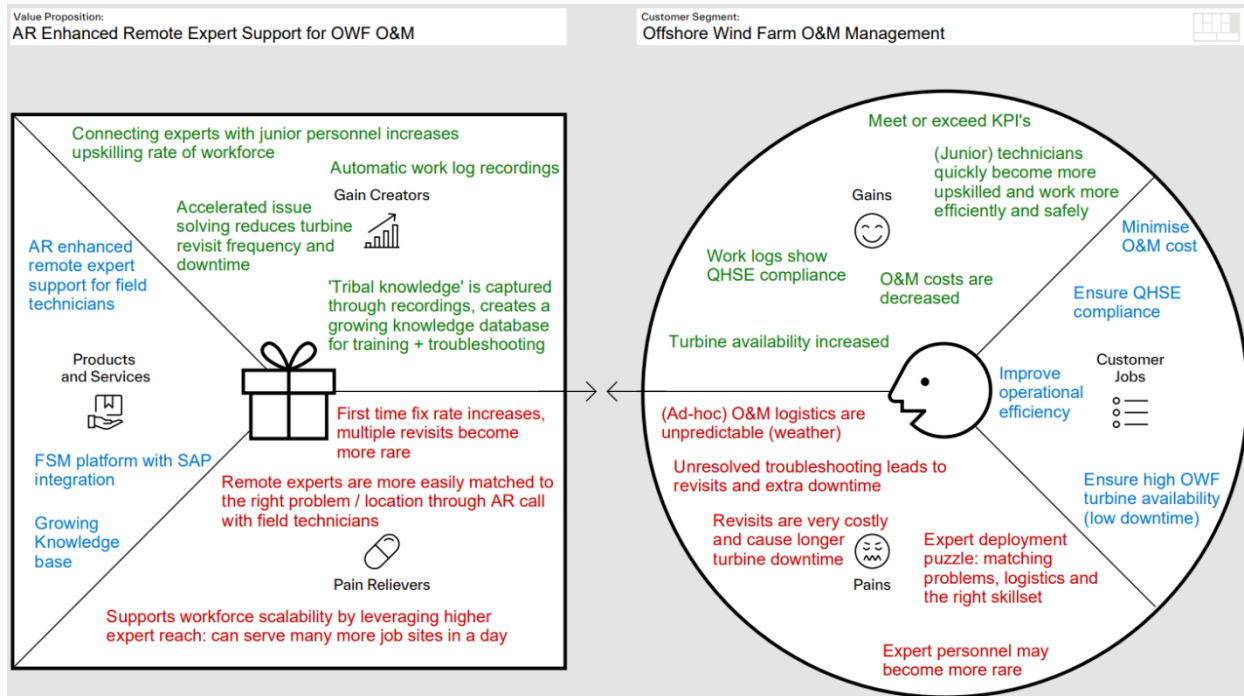 Value Proposition:
AR Enhanced Remote Expert Support for OWF O&M
Connecting experts with junior personnel increases
upskilling rate of workforce
Automatic work log recordings
Gain Creators
Accelerated issue
solving reduces turbine
revisit frequency and
downtime
'Tribal knowledge' is captured
through recordings, creates a
growing knowledge database
for training + troubleshooting
AR enhanced
remote expert
support for field
technicians
Products
and Services
FSM platform with SAP
integration
Growing
Knowledge
base
First time fix rate increases,
multiple revisits become
more rare
Remote experts are more easily matched to
the right problem / location through AR call
with field technicians
Pain Relievers
Supports workforce scalability by leveraging higher
expert reach: can serve many more job sites in a day
Customer Segment:
Offshore Wind Farm O&M Management
Meet or exceed KPI's
(Junior) technicians
quickly become more
upskilled and work more
efficiently and safely
Gains
Work logs show
QHSE compliance
O&M costs are
decreased
Turbine availability increased
Minimise
O&M cost
Ensure QHSE
compliance
Customer
Jobs
Improve
operational
efficiency
Ensure high OWF
turbine availability
(low downtime)
(Ad-hoc) O&M logistics are
unpredictable (weather)
Unresolved troubleshooting leads to
revisits and extra downtime
Revisits are very costly
and cause longer
turbine downtime
Pains
Expert deployment
puzzle: matching
problems, logistics and
the right skillset
Expert personnel may
become more rare